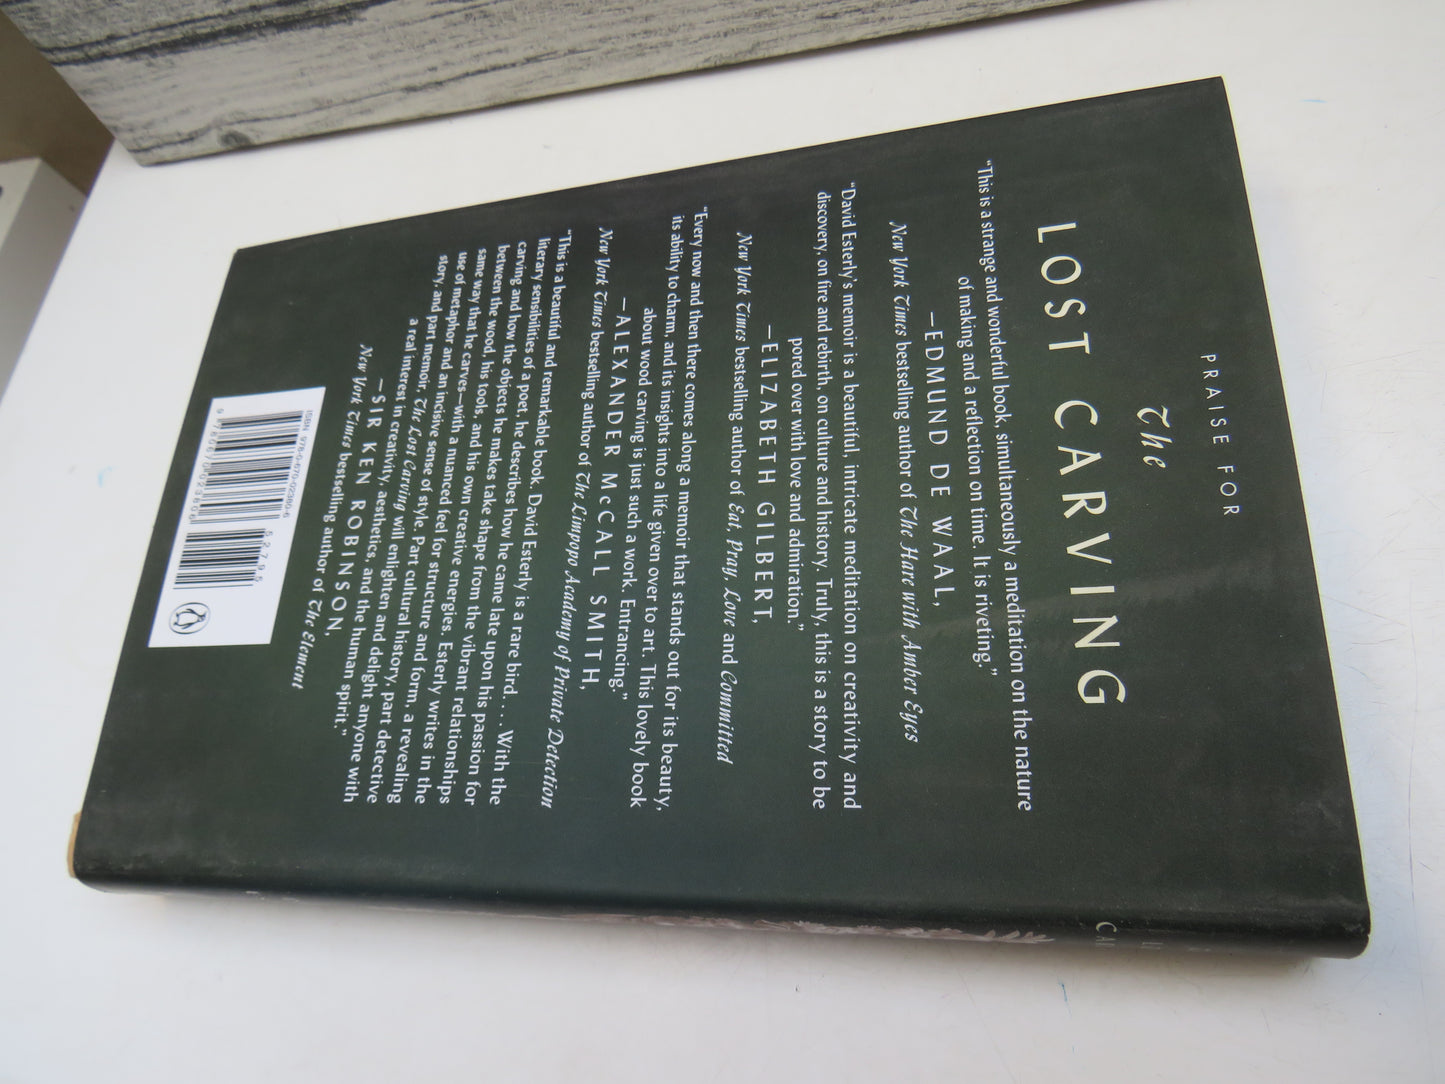 PRAISE FOR
The
LOST CARVING
“This is a strange and wonderful book, simultaneously a meditation on the nature
of making and a reflection on time. It is riveting.”
—EDMUND DE WAAL,
New York Times bestselling author of The Hare with Amber Eyes
“David Esterly’s memoir is a beautiful, intricate meditation on creativity and
discovery, on fire and rebirth, on culture and history. Truly, this is a story to be
pored over with love and admiration.”
—ELIZABETH GILBERT,
New York Times bestselling author of Eat, Pray, Love and Committed
“Every now and then there comes along a memoir that stands out for its beauty,
its ability to charm, and its insights into a life given over to art. This lovely book
about wood carving is just such a work. Entrancing.”
—ALEXANDER McCALL SMITH,
New York Times bestselling author of The Limpopo Academy of Private Detection
“This is a beautiful and remarkable book. David Esterly is a rare bird. . . . With the
literary sensibilities of a poet, he describes how he came late upon his passion for
carving and how the objects he makes take shape from the vibrant relationships
between the wood, his tools, and his own creative energies. Esterly writes in the
same way that he carves—with a nuanced feel for structure and form, a revealing
use of metaphor and an incisive sense of style. Part cultural history, part detective
story, and part memoir, The Lost Carving will enlighten and delight anyone with
a real interest in creativity, aesthetics, and the human spirit.”
—SIR KEN ROBINSON,
New York Times bestselling author of The Element
ISBN 978-0-670-02380-6
52795
9 780670 023806